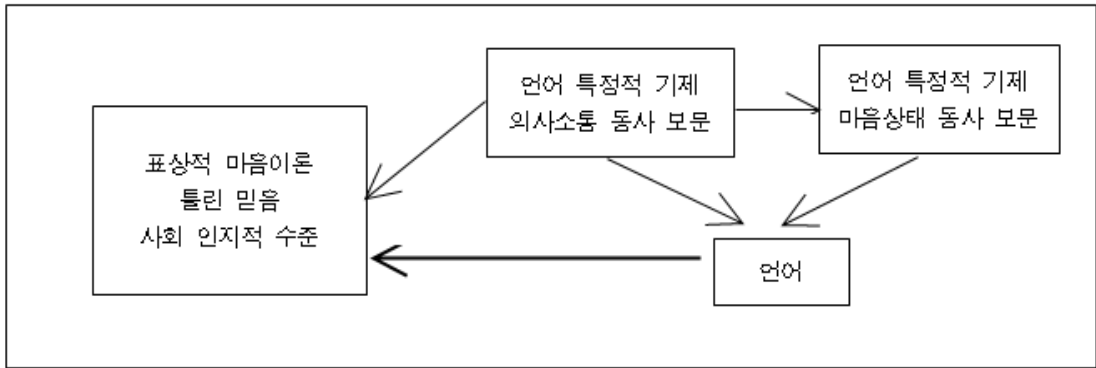 표상적 마음이론
틀린 믿음
사회 인지적 수준
언어 특정적 기제
의사소통 동사 보문
언어 특정적 기제
마음상태 동사 보문
언어